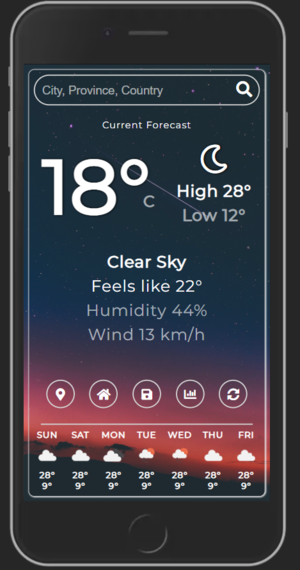 City, Province, Country
Current Forecast
18° C
High 28°
Low 12°
Clear Sky
Feels like 22°
Humidity 44%
Wind 13 km/h
SUN SAT MON TUE WED THU FRI
28° 28° 28° 28° 28° 28° 28°
9° 9° 9° 9° 9° 9° 9°